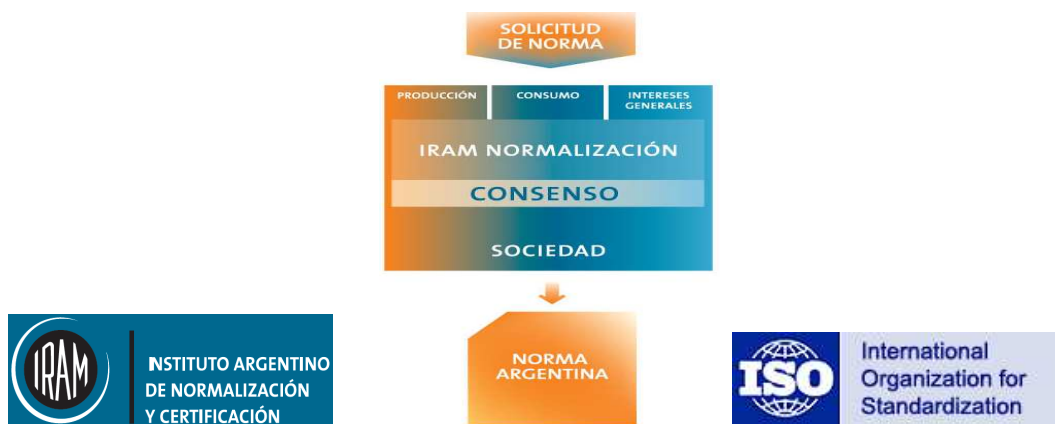 SOLICITUD
DE NORMA
PRODUCCIÓN
CONSUMO
INTERESES
GENERALES
IRAM NORMALIZACIÓN
CONSENSO
SOCIEDAD
NORMA
ARGENTINA
IRAM
INSTITUTO ARGENTINO
DE NORMALIZACIÓN
Y CERTIFICACIÓN
ISO
International
Organization for
Standardization